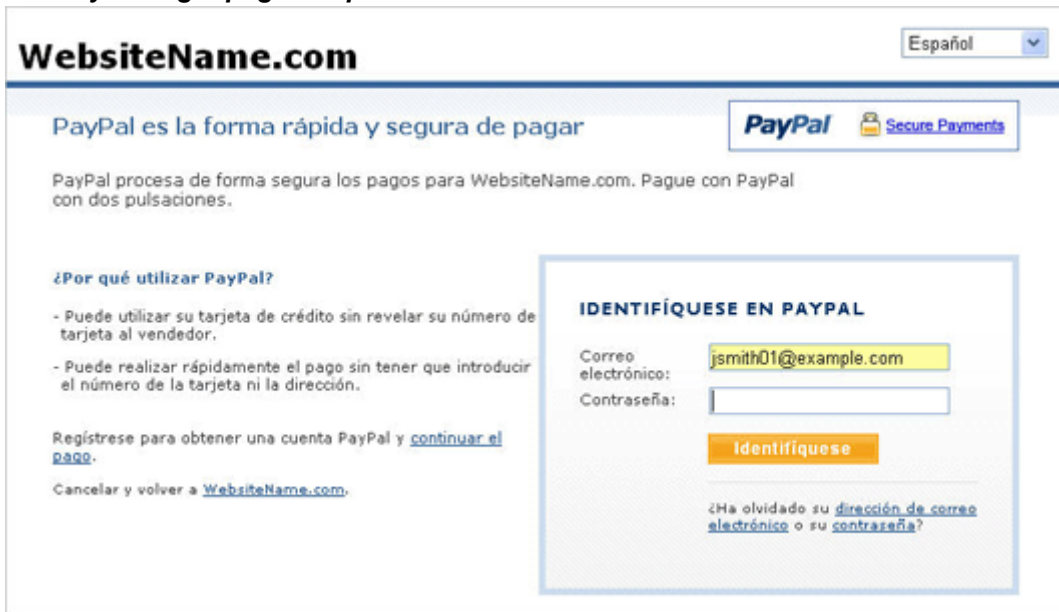 WebsiteName.com
Español
PayPal es la forma rápida y segura de pagar
PayPal
Secure Payments
PayPal procesa de forma segura los pagos para WebsiteName.com. Pague con PayPal
con dos pulsaciones.
¿Por qué utilizar PayPal?
- Puede utilizar su tarjeta de crédito sin revelar su número de
tarjeta al vendedor.
- Puede realizar rápidamente el pago sin tener que introducir
el número de la tarjeta ni la dirección.
Regístrese para obtener una cuenta PayPal y continuar el
pago.
Cancelar y volver a WebsiteName.com.
IDENTIFÍQUESE EN PAYPAL
Correo
electrónico:
jsmith01@example.com
Contraseña:
Identifíquese
¿Ha olvidado su dirección de correo
electrónico o su contraseña?